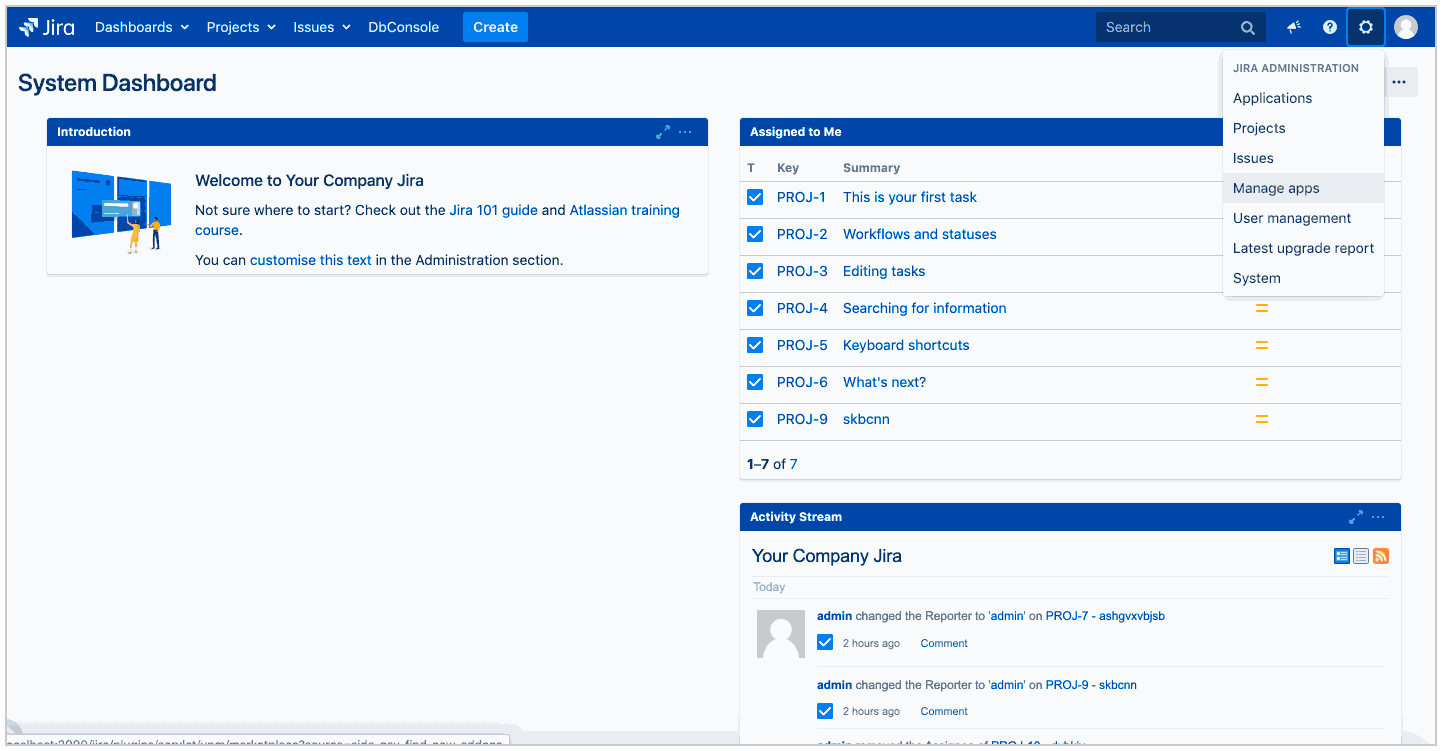 Jira Dashboards Projects Issues DbConsole Create Search
System Dashboard
JIRA ADMINISTRATION
Applications
Projects
Issues
Manage apps
User management
Latest upgrade report
System
Introduction
Welcome to Your Company Jira
Not sure where to start? Check out the Jira 101 guide and Atlassian training
course.
You can customise this text in the Administration section.
Assigned to Me
T Key Summary
PROJ-1 This is your first task
PROJ-2 Workflows and statuses
PROJ-3 Editing tasks
PROJ-4 Searching for information
PROJ-5 Keyboard shortcuts
PROJ-6 What's next?
PROJ-9 skbcnn
1–7 of 7
Activity Stream
Your Company Jira
Today
admin changed the Reporter to 'admin' on PROJ-7 - ashgvxvbjsb
2 hours ago Comment
admin changed the Reporter to 'admin' on PROJ-9 - skbcnn
2 hours ago Comment
admin removed the Assignee of